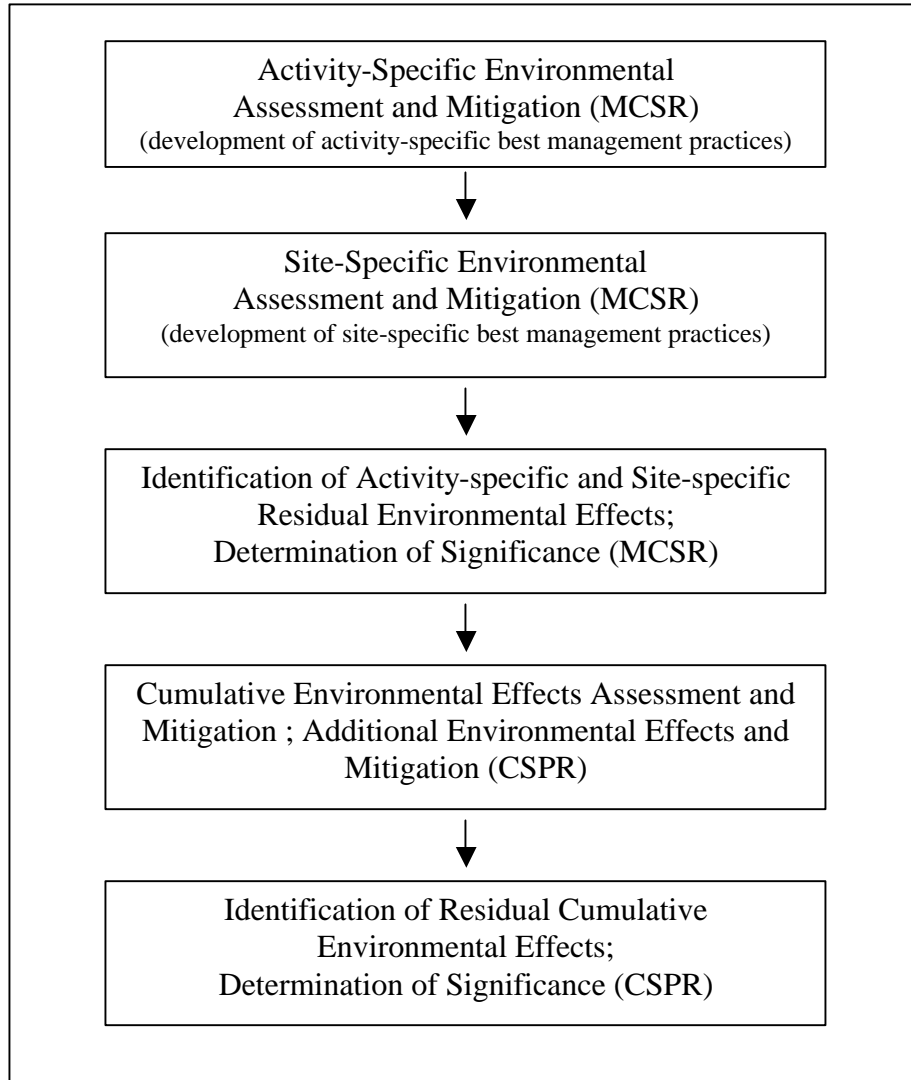 Activity-Specific Environmental
Assessment and Mitigation (MCSR)
(development of activity-specific best management practices)
Site-Specific Environmental
Assessment and Mitigation (MCSR)
(development of site-specific best management practices)
Identification of Activity-specific and Site-specific
Residual Environmental Effects;
Determination of Significance (MCSR)
Cumulative Environmental Effects Assessment and
Mitigation ; Additional Environmental Effects and
Mitigation (CSPR)
Identification of Residual Cumulative
Environmental Effects;
Determination of Significance (CSPR)